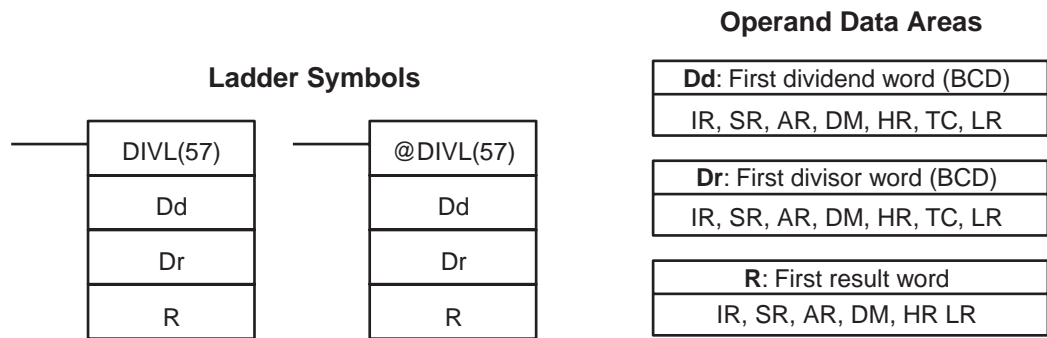 Ladder Symbols
DIVL(57)
Dd
Dr
R
@DIVL(57)
Dd
Dr
R
Operand Data Areas
Dd: First dividend word (BCD)
IR, SR, AR, DM, HR, TC, LR
Dr: First divisor word (BCD)
IR, SR, AR, DM, HR, TC, LR
R: First result word
IR, SR, AR, DM, HR LR